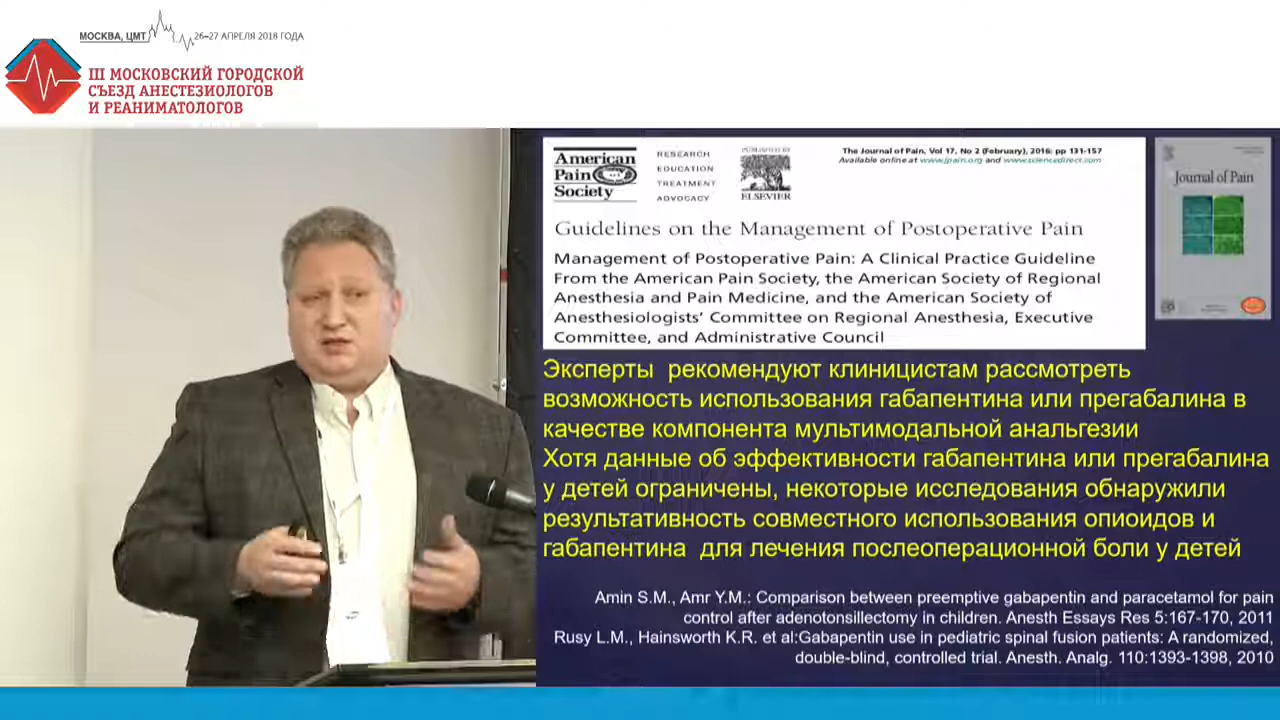 МОСКВА, ЦМТ
26–27 АПРЕЛЯ 2018 ГОДА
III МОСКОВСКИЙ ГОРОДСКОЙ
СЪЕЗД АНЕСТЕЗИОЛОГОВ
И РЕАНИМАТОЛОГОВ
American
Pain
Society
RESEARCH
EDUCATION
TREATMENT
ADVOCACY
PUBLISHED BY
ELSEVIER
The Journal of Pain, Vol 17, No 2 (February), 2016: pp 131-157
Available online at www.jpain.org and www.sciencedirect.com
Journal of Pain
Guidelines on the Management of Postoperative Pain
Management of Postoperative Pain: A Clinical Practice Guideline
From the American Pain Society, the American Society of Regional
Anesthesia and Pain Medicine, and the American Society of
Anesthesiologists' Committee on Regional Anesthesia, Executive
Committee, and Administrative Council
Эксперты рекомендуют клиницистам рассмотреть
возможность использования габапентина или прегабалина в
качестве компонента мультимодальной анальгезии
Хотя данные об эффективности габапентина или прегабалина
у детей ограничены, некоторые исследования обнаружили
результативность совместного использования опиоидов и
габапентина для лечения послеоперационной боли у детей
Amin S.M., Amr Y.M.: Comparison between preemptive gabapentin and paracetamol for pain
control after adenotonsillectomy in children. Anesth Essays Res 5:167-170, 2011
Rusy L.M., Hainsworth K.R. et al:Gabapentin use in pediatric spinal fusion patients: A randomized,
double-blind, controlled trial. Anesth. Analg. 110:1393-1398, 2010